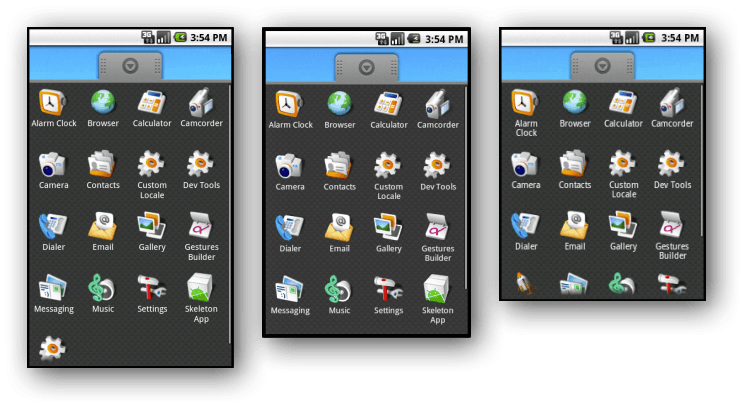 3G 3:54 PM
Alarm Clock Browser Calculator Camcorder
Camera Contacts Custom Locale Dev Tools
Dialer Email Gallery Gestures Builder
Messaging Music Settings Skeleton App
3G 3:54 PM
Alarm Clock Browser Calculator Camcorder
Camera Contacts Custom Locale Dev Tools
Dialer Email Gallery Gestures Builder
Messaging Music Settings Skeleton App
3G 3:54 PM
Alarm Clock Browser Calculator Camcorder
Camera Contacts Custom Locale Dev Tools
Dialer Email Gallery Gestures Builder